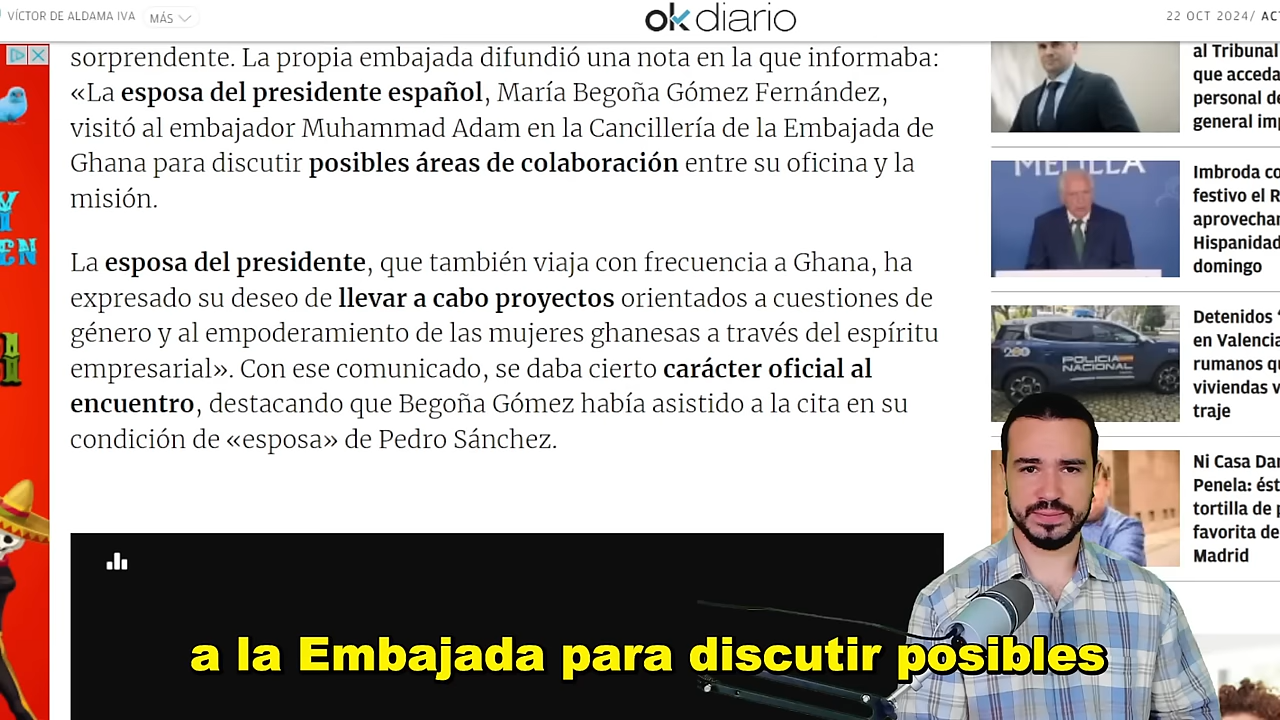 VÍCTOR DE ALDAMA IVA MÁS
okdiario
22 OCT 2024/ ACT
sorprendente. La propia embajada difundió una nota en la que informaba:
«La esposa del presidente español, María Begoña Gómez Fernández,
visitó al embajador Muhammad Adam en la Cancillería de la Embajada de
Ghana para discutir posibles áreas de colaboración entre su oficina y la
misión.
La esposa del presidente, que también viaja con frecuencia a Ghana, ha
expresado su deseo de llevar a cabo proyectos orientados a cuestiones de
género y al empoderamiento de las mujeres ghanesas a través del espíritu
empresarial». Con ese comunicado, se daba cierto carácter oficial al
encuentro, destacando que Begoña Gómez había asistido a la cita en su
condición de «esposa» de Pedro Sánchez.
al Tribunal
que acceda
personal de
general imp
MELILLA
Imbroda co
festivo el R
aprovechar
Hispanidad
domingo
POLICIA
NACIONAL
Detenidos
en Valencia
rumanos qu
viviendas v
traje
Ni Casa Dan
Penela: ést
tortilla de p
favorita de
Madrid
a la Embajada para discutir posibles